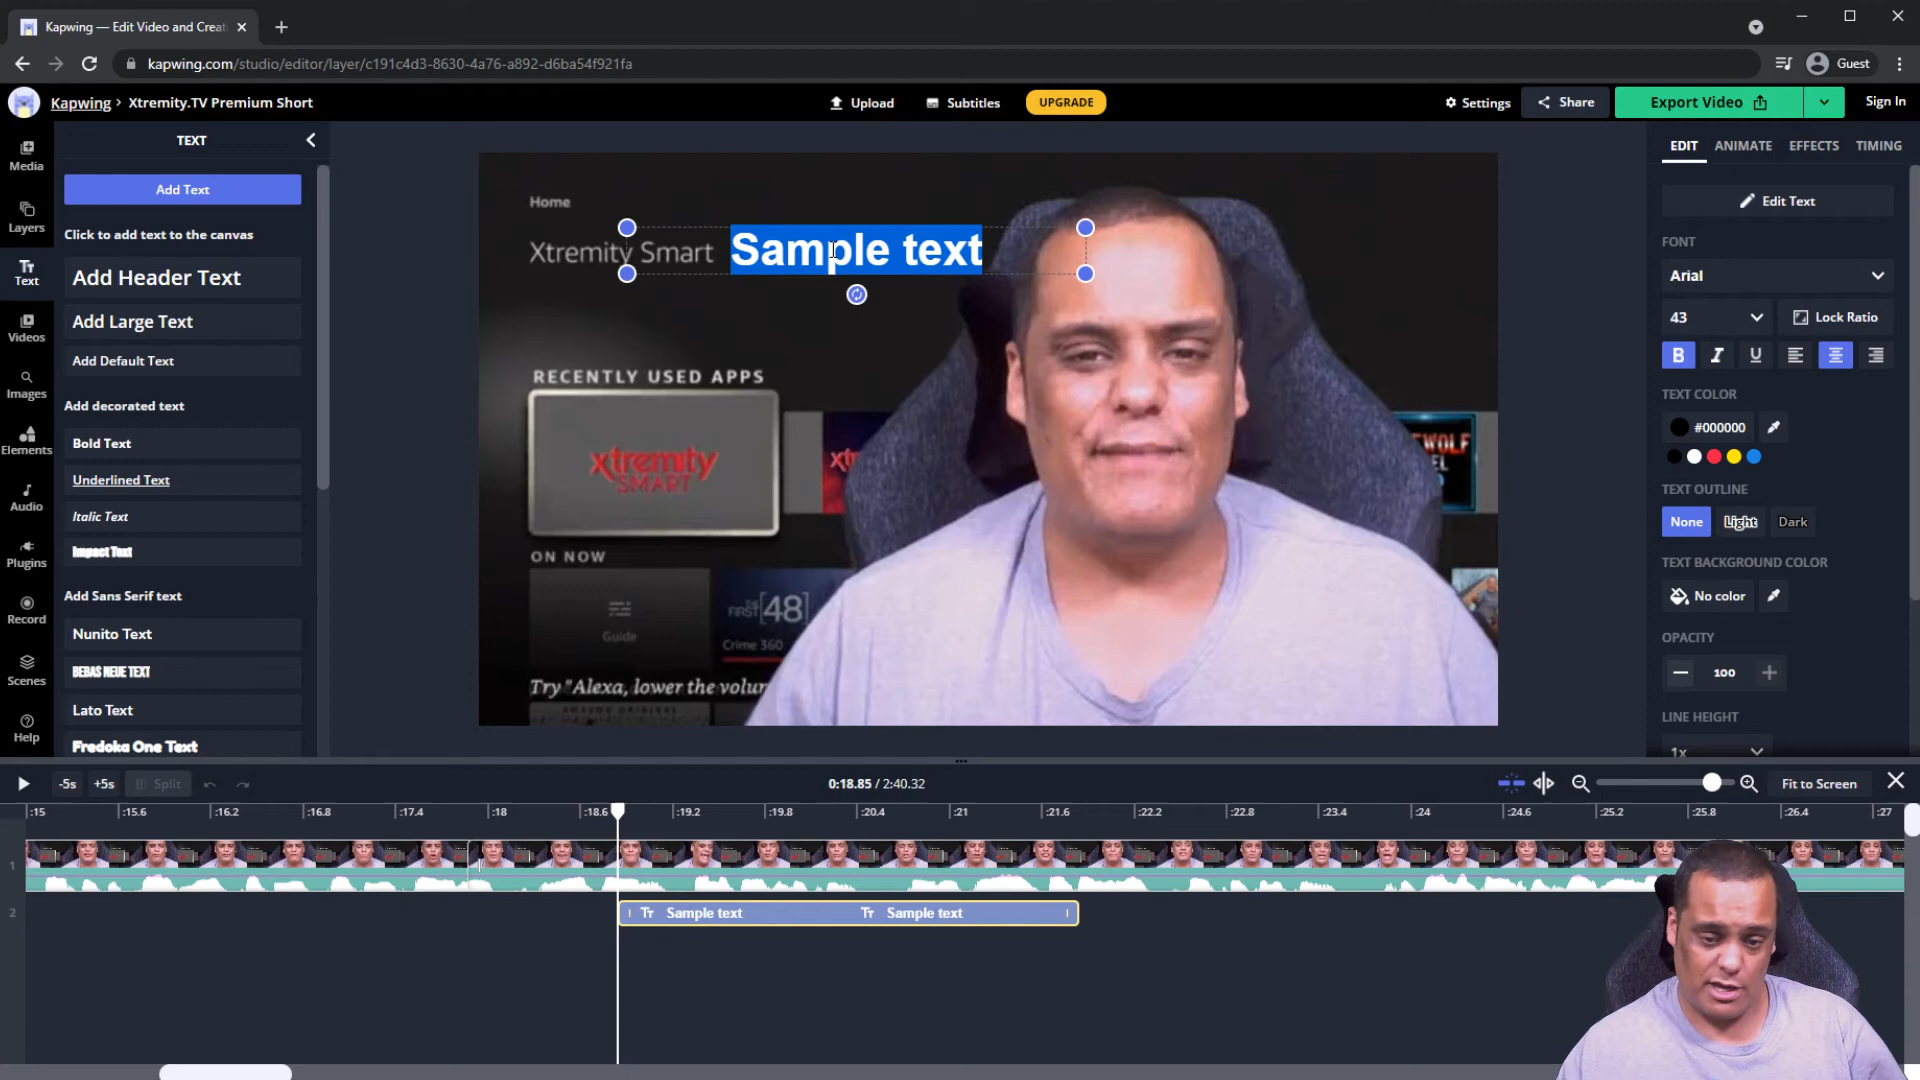 Kapwing — Edit Video and Creat
kapwing.com/studio/editor/layer/c191c4d3-8630-4a76-a892-d6ba54f921fa
Guest
Kapwing › Xtremity.TV Premium Short
Upload
Subtitles
UPGRADE
Settings
Share
Export Video
Sign In
Media
Layers
Text
Videos
Images
Elements
Audio
Plugins
Record
Scenes
Help
TEXT
Add Text
Click to add text to the canvas
Add Header Text
Add Large Text
Add Default Text
Add decorated text
Bold Text
Underlined Text
Italic Text
Impact Text
Add Sans Serif text
Nunito Text
BEBAS NEUE TEXT
Lato Text
Fredoka One Text
Home
Xtremity Smart
Sample text
RECENTLY USED APPS
xtremity
SMART
ON NOW
Guide
THE FIRST [48]
Crime 360
Try "Alexa, lower the volu
EDIT
ANIMATE
EFFECTS
TIMING
Edit Text
FONT
Arial
43
Lock Ratio
B I U
TEXT COLOR
#000000
TEXT OUTLINE
None
Light
Dark
TEXT BACKGROUND COLOR
No color
OPACITY
100
LINE HEIGHT
1x
-5s
+5s
Split
0:18.85 / 2:40.32
Fit to Screen
:15 :15.6 :16.2 :16.8 :17.4 :18 :18.6 :19.2 :19.8 :20.4 :21 :21.6 :22.2 :22.8 :23.4 :24 :24.6 :25.2 :25.8 :26.4 :27
1
2
Sample text
Sample text